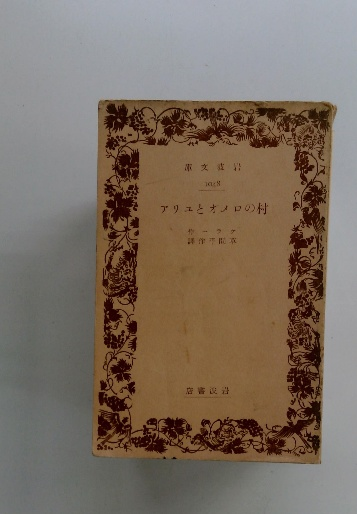 岩波文庫
村のロメオとユリア
ケラー作
草間平作譯
岩波書店